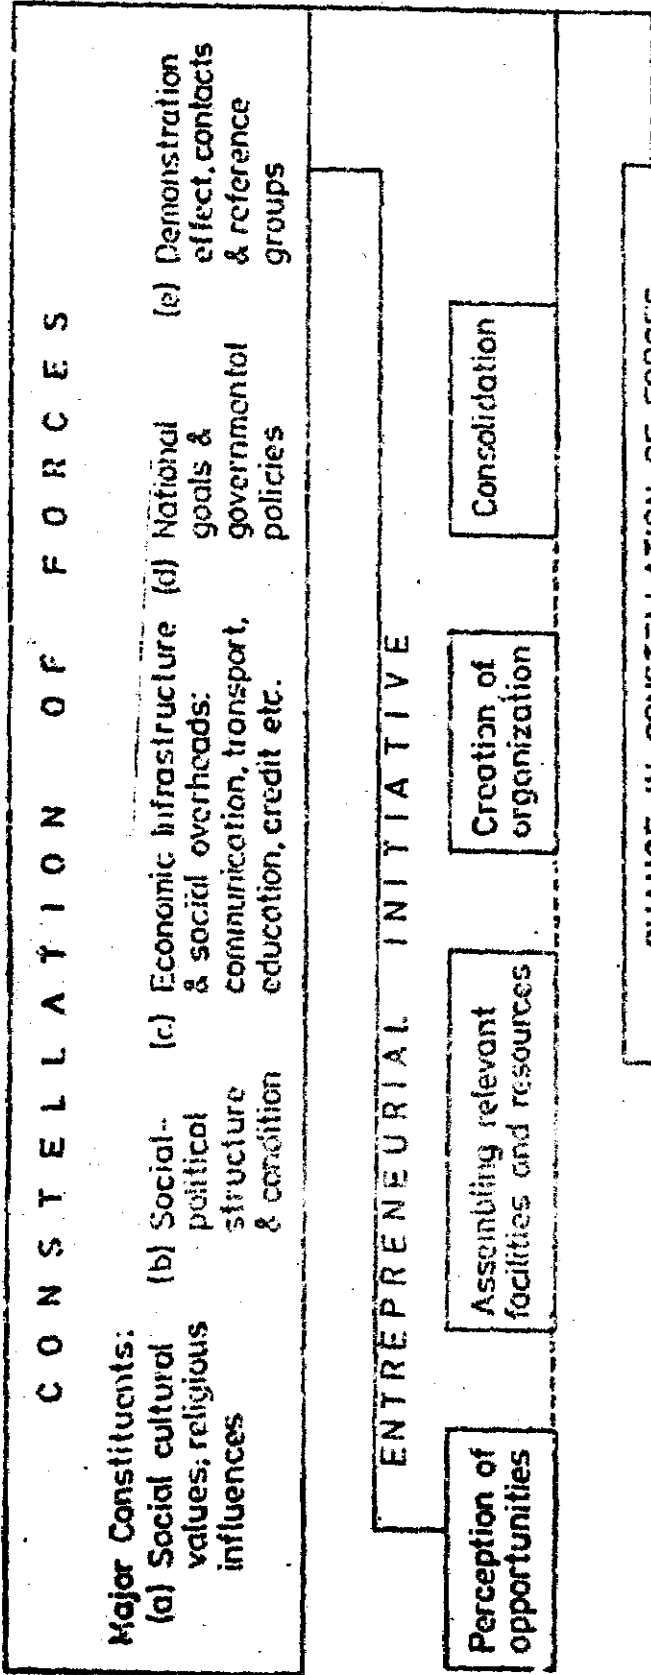 CONSTELLATION OF FORCES
Major Constituents:
(a) Social cultural
values; religious
influences
(b) Social-
political
structure
& condition
(c) Economic Infrastructure
& social overheads:
communication, transport,
education, credit etc.
(d) National
goals &
governmental
policies
(e) Demonstration
effect, contacts
& reference
groups
ENTREPRENEURIAL INITIATIVE
Perception of
opportunities
Assembling relevant
facilities and resources
Creation of
organization
Consolidation